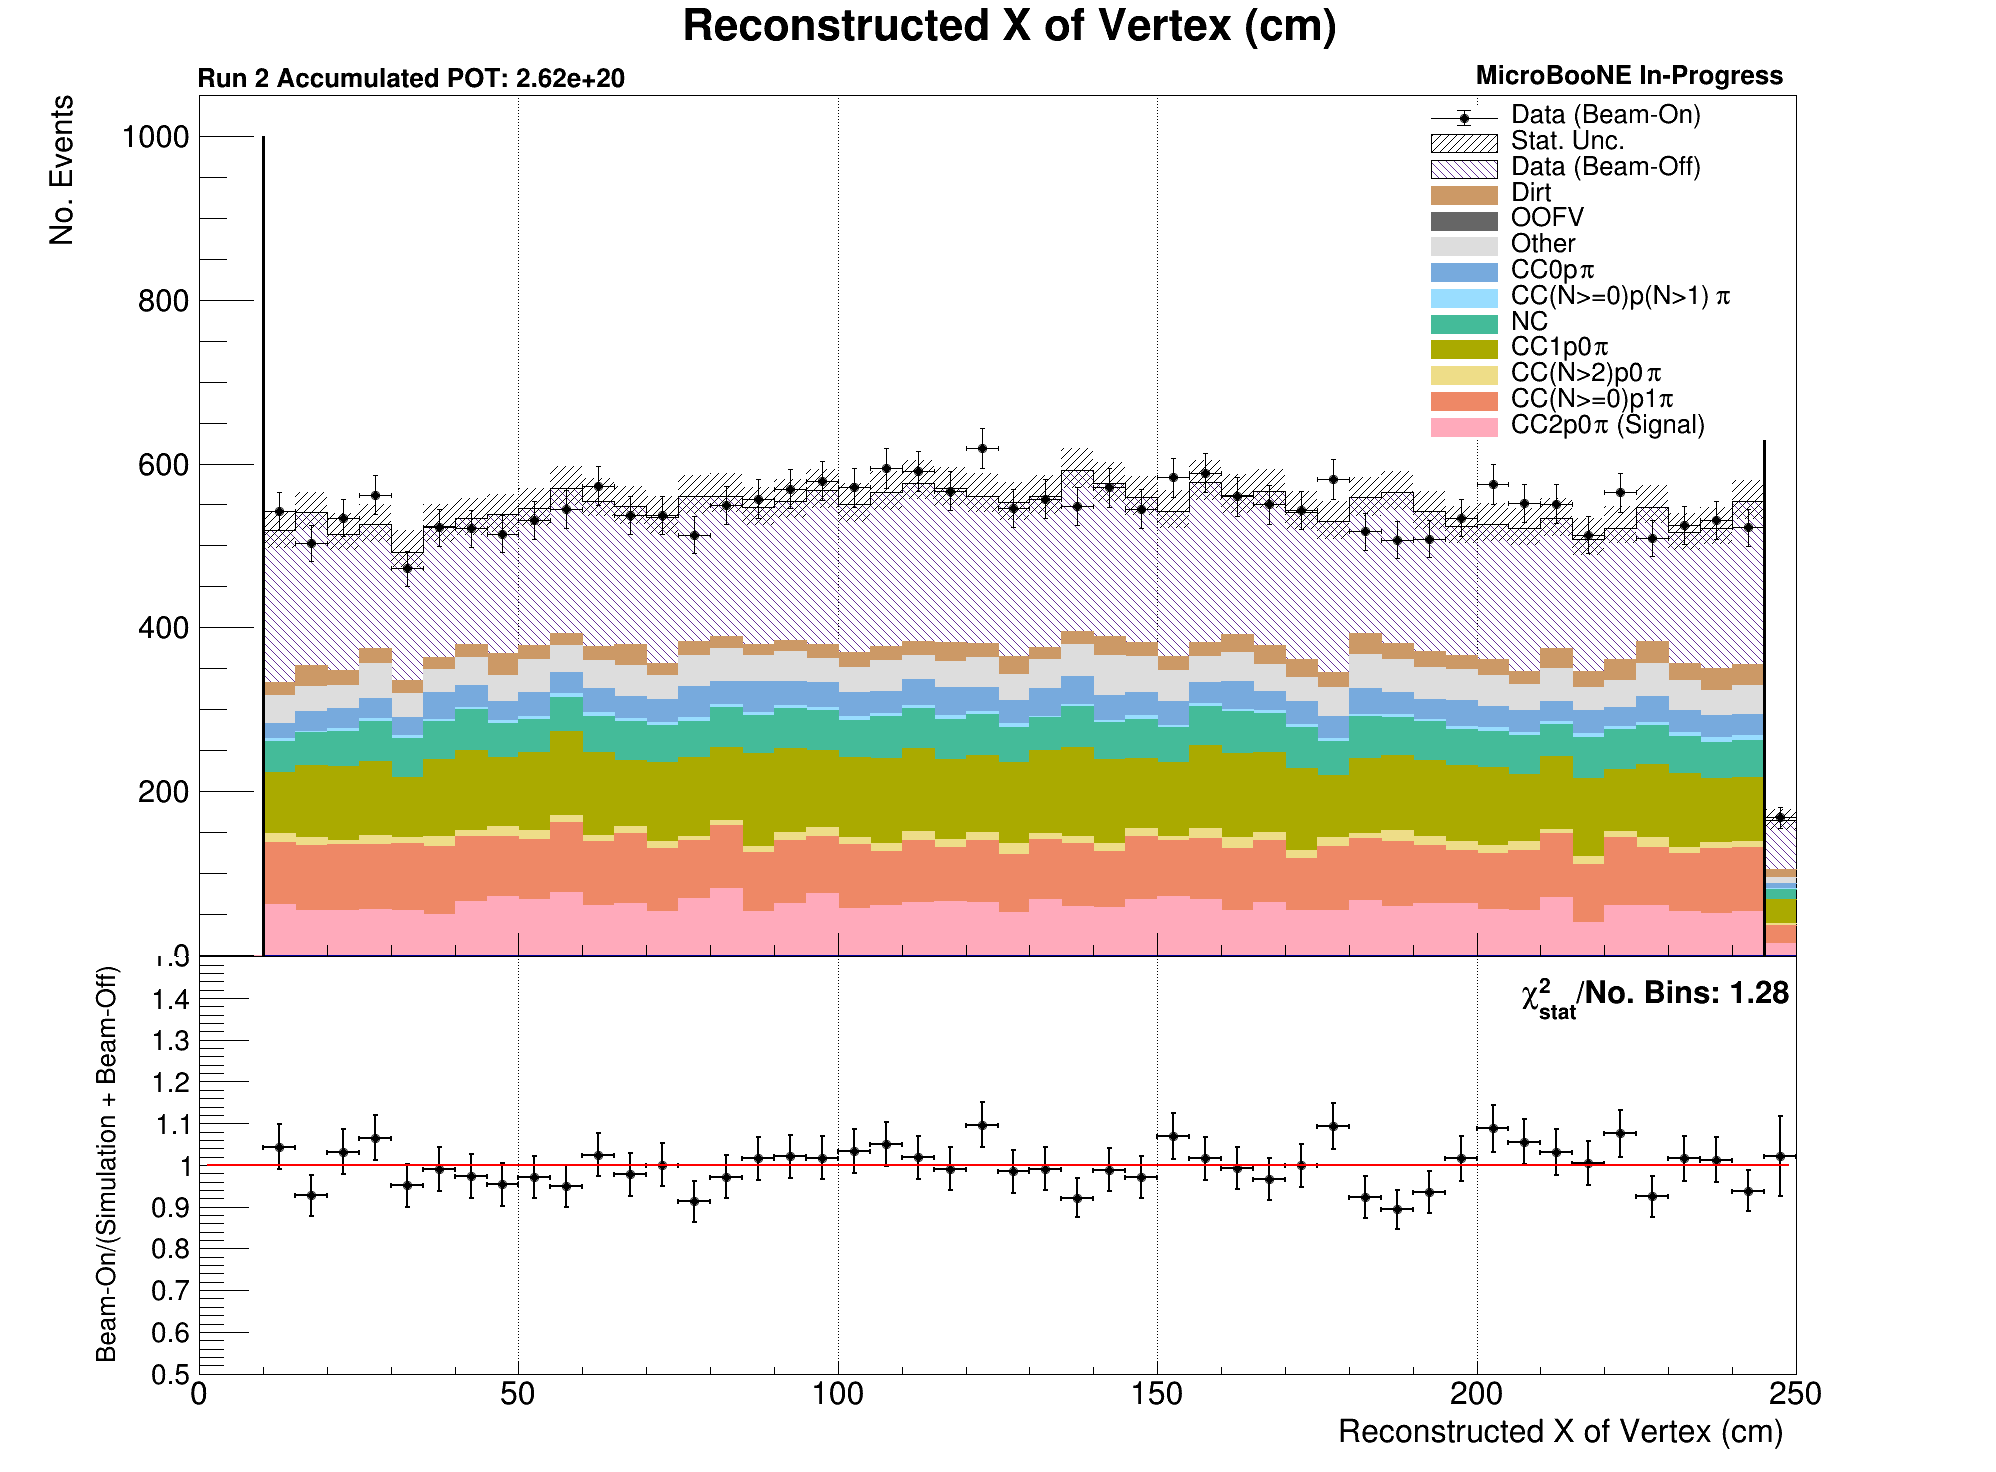 Reconstructed X of Vertex (cm)
Run 2 Accumulated POT: 2.62e+20
MicroBooNE In-Progress
No. Events
1000
800
600
400
200
0
Data (Beam-On)
Stat. Unc.
Data (Beam-Off)
Dirt
OOFV
Other
CC0pπ
CC(N>=0)p(N>1) π
NC
CC1p0π
CC(N>2)p0π
CC(N>=0)p1π
CC2p0π (Signal)
Beam-On/(Simulation + Beam-Off)
1.5
1.4
1.3
1.2
1.1
1
0.9
0.8
0.7
0.6
0.5
χ²stat/No. Bins: 1.28
0 50 100 150 200 250
Reconstructed X of Vertex (cm)